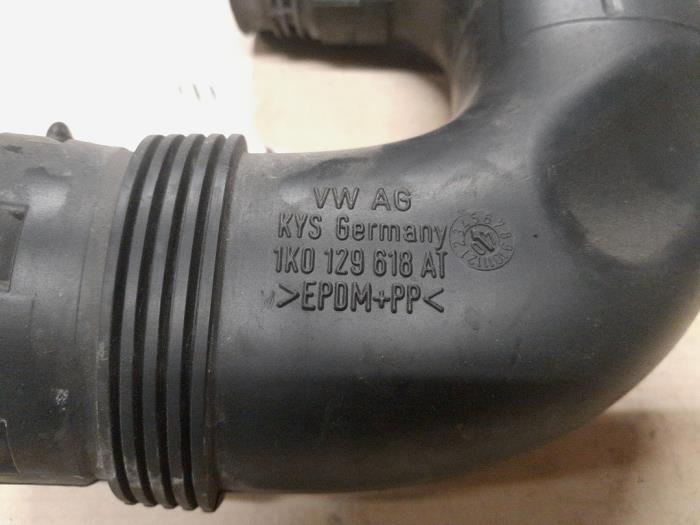 VW AG
KYS Germany
1K0 129 618 AT
>EPDM+PP<